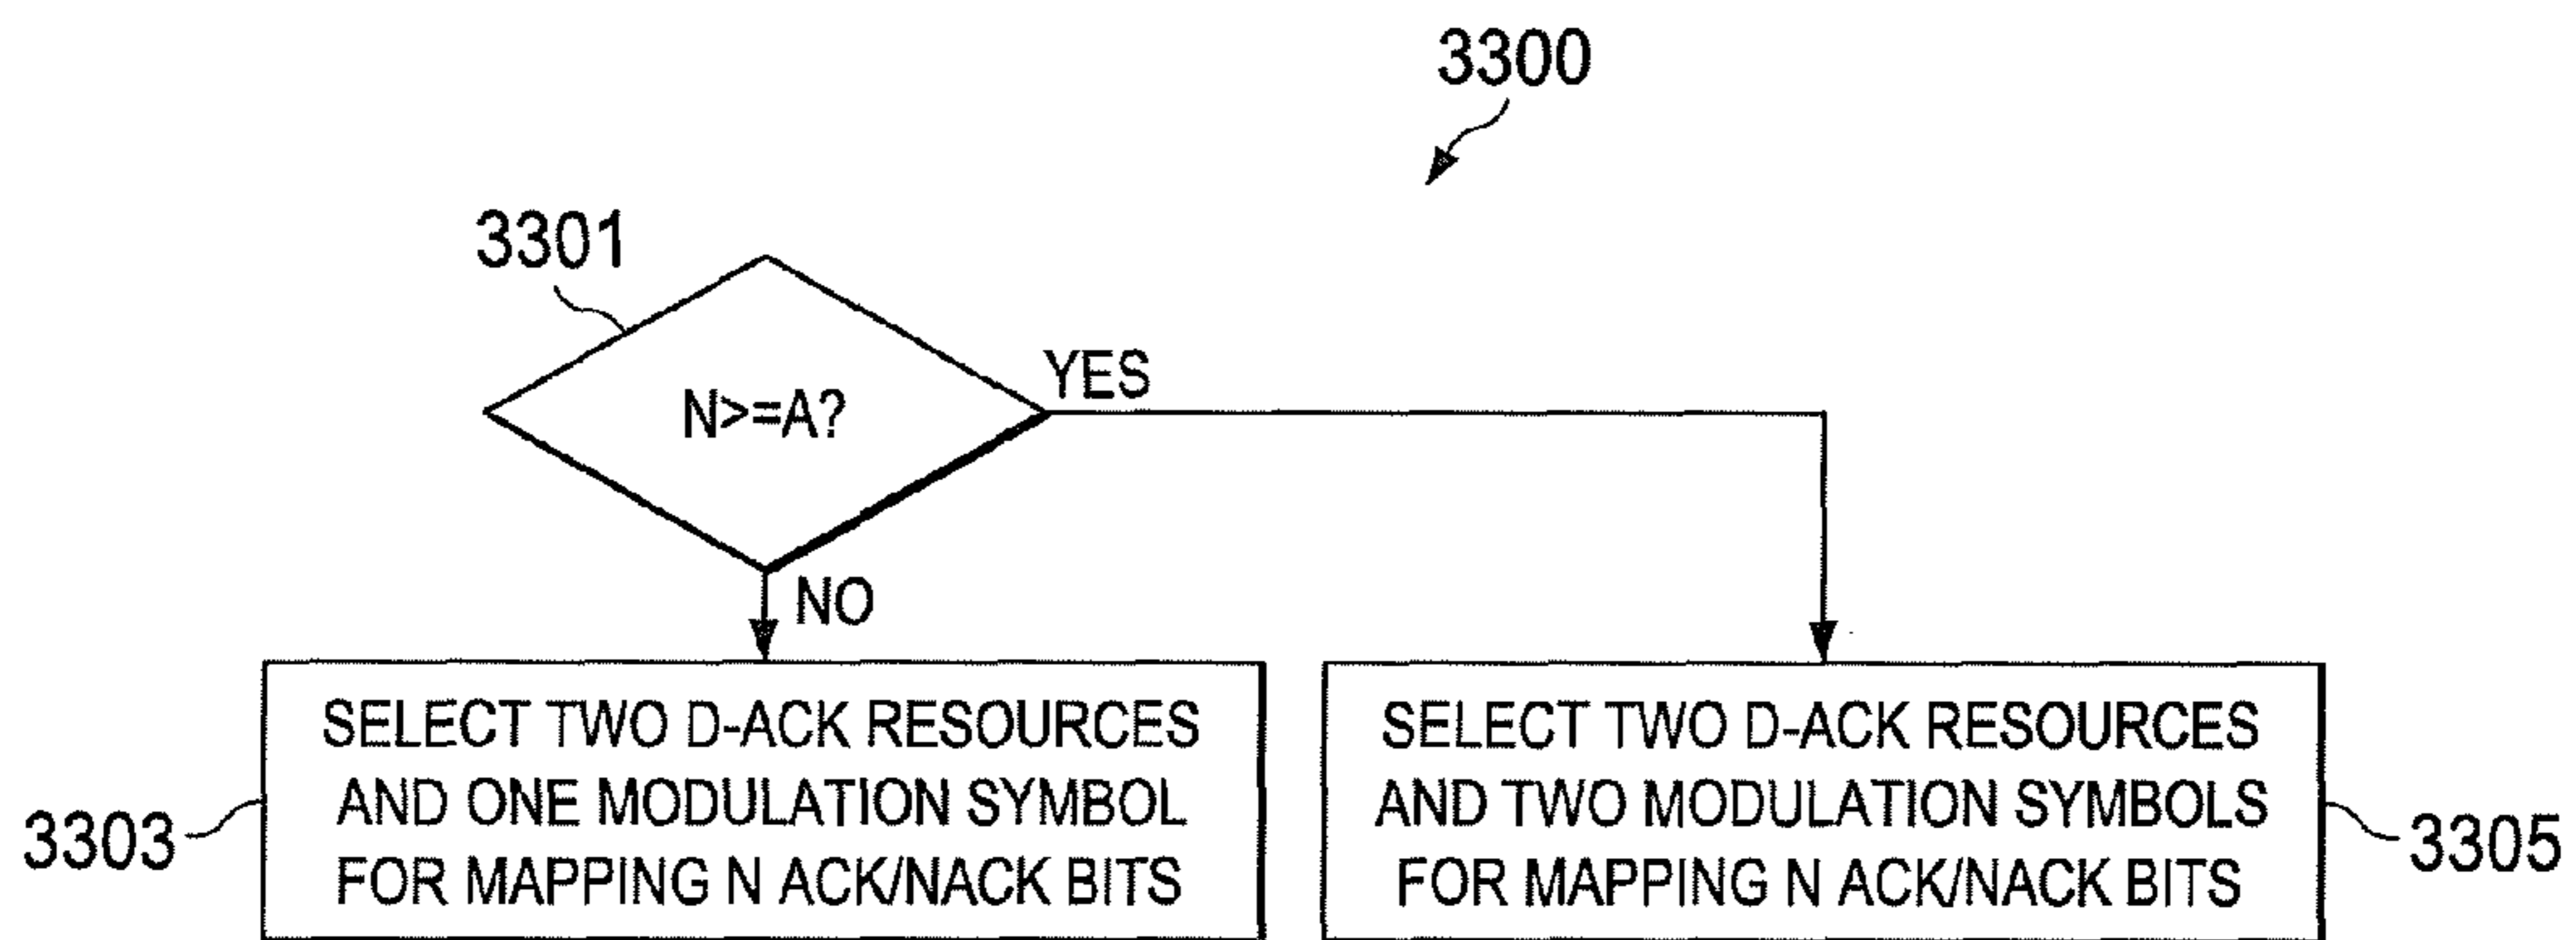 3300
3301
N>=A?
YES
NO
SELECT TWO D-ACK RESOURCES
AND ONE MODULATION SYMBOL
FOR MAPPING N ACK/NACK BITS
3303
SELECT TWO D-ACK RESOURCES
AND TWO MODULATION SYMBOLS
FOR MAPPING N ACK/NACK BITS
3305